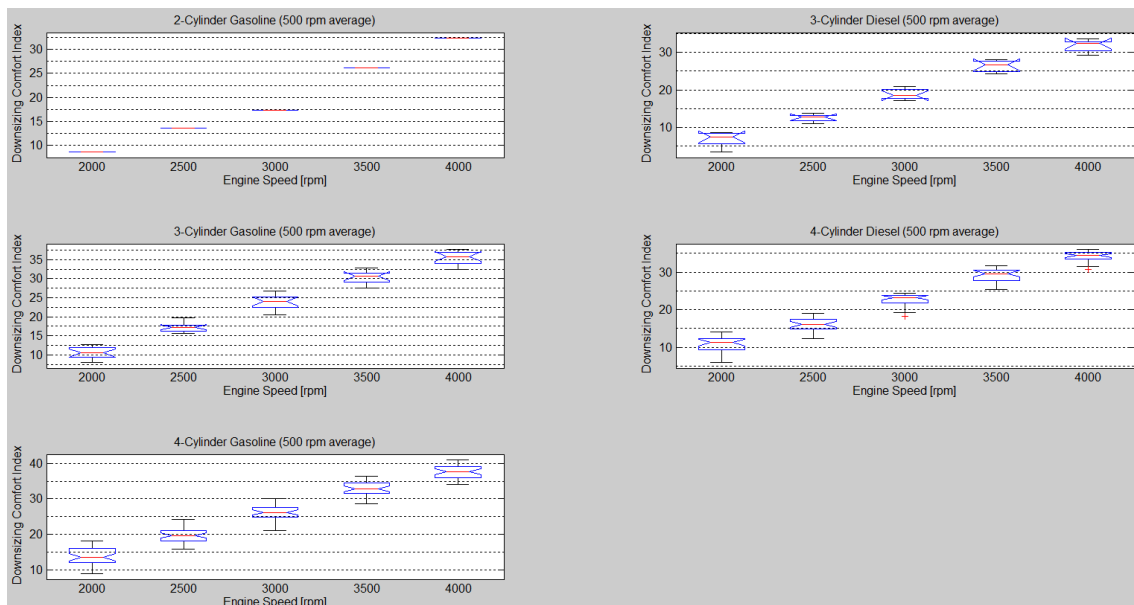 2-Cylinder Gasoline (500 rpm average)
Downsizing Comfort Index
30
25
20
15
10
2000 2500 3000 3500 4000
Engine Speed [rpm]
3-Cylinder Diesel (500 rpm average)
Downsizing Comfort Index
30
20
10
2000 2500 3000 3500 4000
Engine Speed [rpm]
3-Cylinder Gasoline (500 rpm average)
Downsizing Comfort Index
35
30
25
20
15
10
2000 2500 3000 3500 4000
Engine Speed [rpm]
4-Cylinder Diesel (500 rpm average)
Downsizing Comfort Index
30
20
10
2000 2500 3000 3500 4000
Engine Speed [rpm]
4-Cylinder Gasoline (500 rpm average)
Downsizing Comfort Index
40
30
20
10
2000 2500 3000 3500 4000
Engine Speed [rpm]